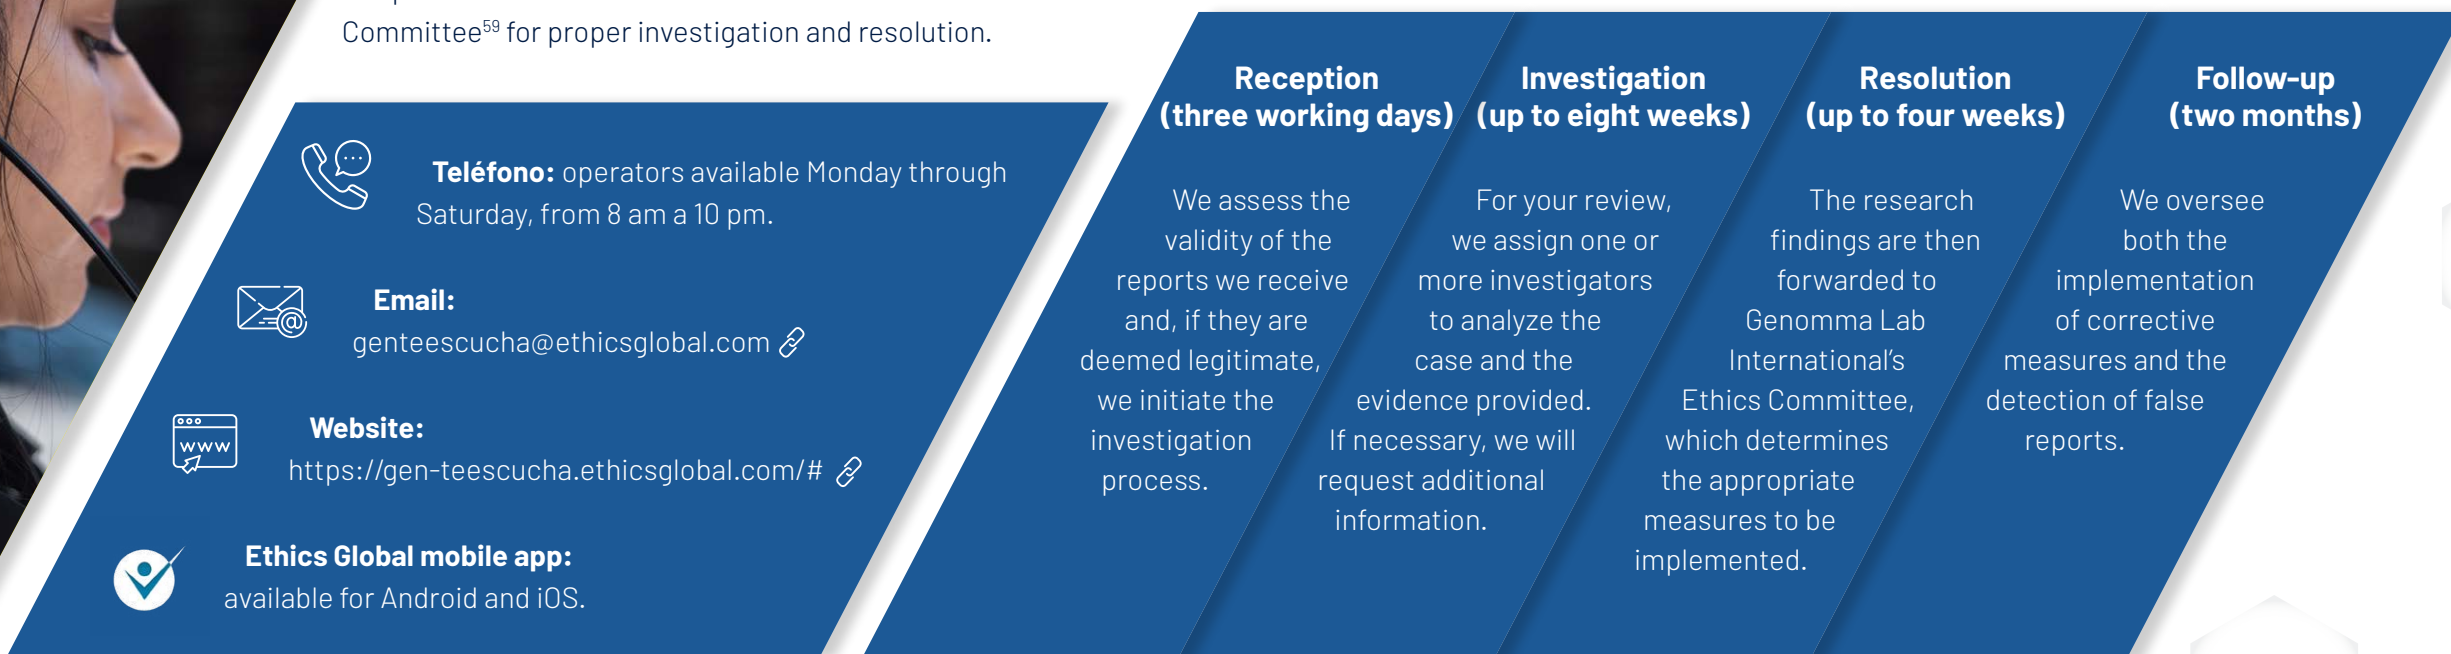 Committee59 for proper investigation and resolution.
Teléfono: operators available Monday through
Saturday, from 8 am a 10 pm.
Email:
genteescucha@ethicsglobal.com
www
Website:
https://gen-teescucha.ethicsglobal.com/#
Ethics Global mobile app:
available for Android and iOS.
Reception
(three working days)
We assess the
validity of the
reports we receive
and, if they are
deemed legitimate,
we initiate the
investigation
process.
Investigation
(up to eight weeks)
For your review,
we assign one or
more investigators
to analyze the
case and the
evidence provided.
If necessary, we will
request additional
information.
Resolution
(up to four weeks)
The research
findings are then
forwarded to
Genomma Lab
International’s
Ethics Committee,
which determines
the appropriate
measures to be
implemented.
Follow-up
(two months)
We oversee
both the
implementation
of corrective
measures and the
detection of false
reports.